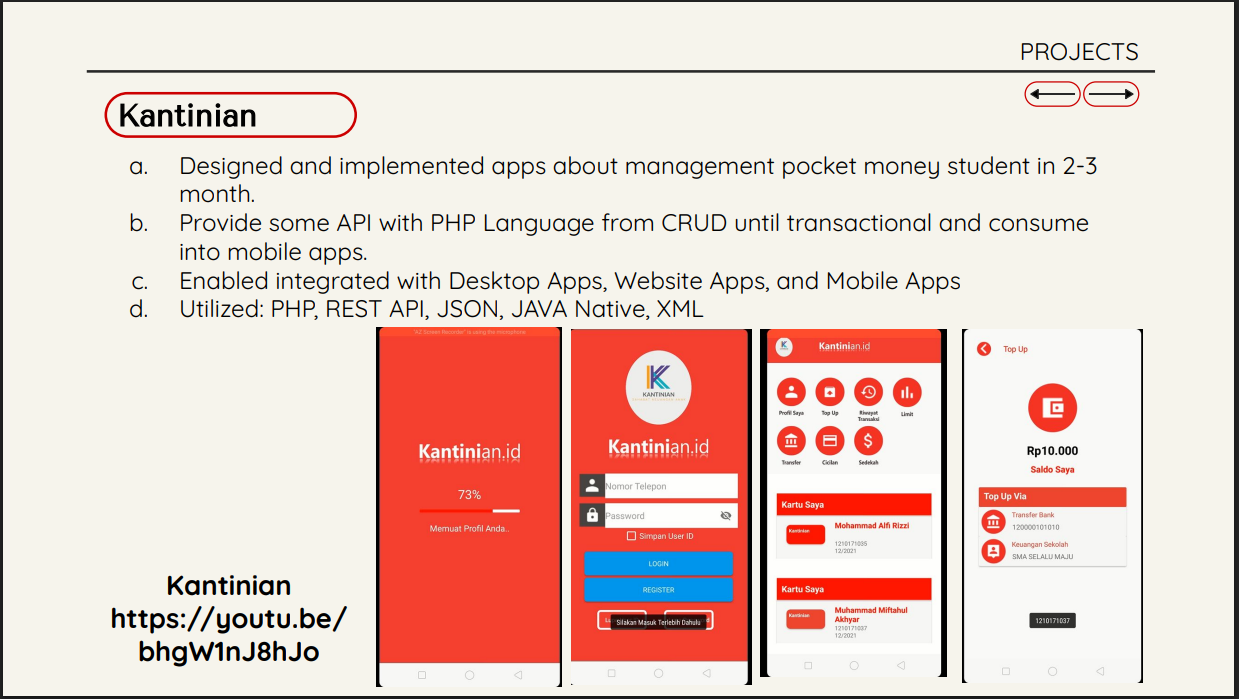 PROJECTS
Kantinian
a. Designed and implemented apps about management pocket money student in 2-3
month.
b. Provide some API with PHP Language from CRUD until transactional and consume
into mobile apps.
c. Enabled integrated with Desktop Apps, Website Apps, and Mobile Apps
d. Utilized: PHP, REST API, JSON, JAVA Native, XML
Kantinian
https://youtu.be/
bhgW1nJ8hJo
"AZ Screen Recorder" is using the microphone
Kantinian.id
73%
Memuat Profil Anda..
KANTINIAN
Kantinian.id
Nomor Telepon
Password
Simpan User ID
LOGIN
REGISTER
Silakan Masuk Terlebih Dahulu
Kantinian.id
Profil Saya
Top Up
Riwayat
Transaksi
Limit
Transfer
Cicilan
Sedekah
Kartu Saya
Kantinian
Mohammad Alfi Rizzi
1210171035
12/2021
Kartu Saya
Kantinian
Muhammad Miftahul
Akhyar
1210171037
12/2021
Top Up
Rp10.000
Saldo Saya
Top Up Via
Transfer Bank
120000101010
Keuangan Sekolah
SMA SELALU MAJU
1210171037